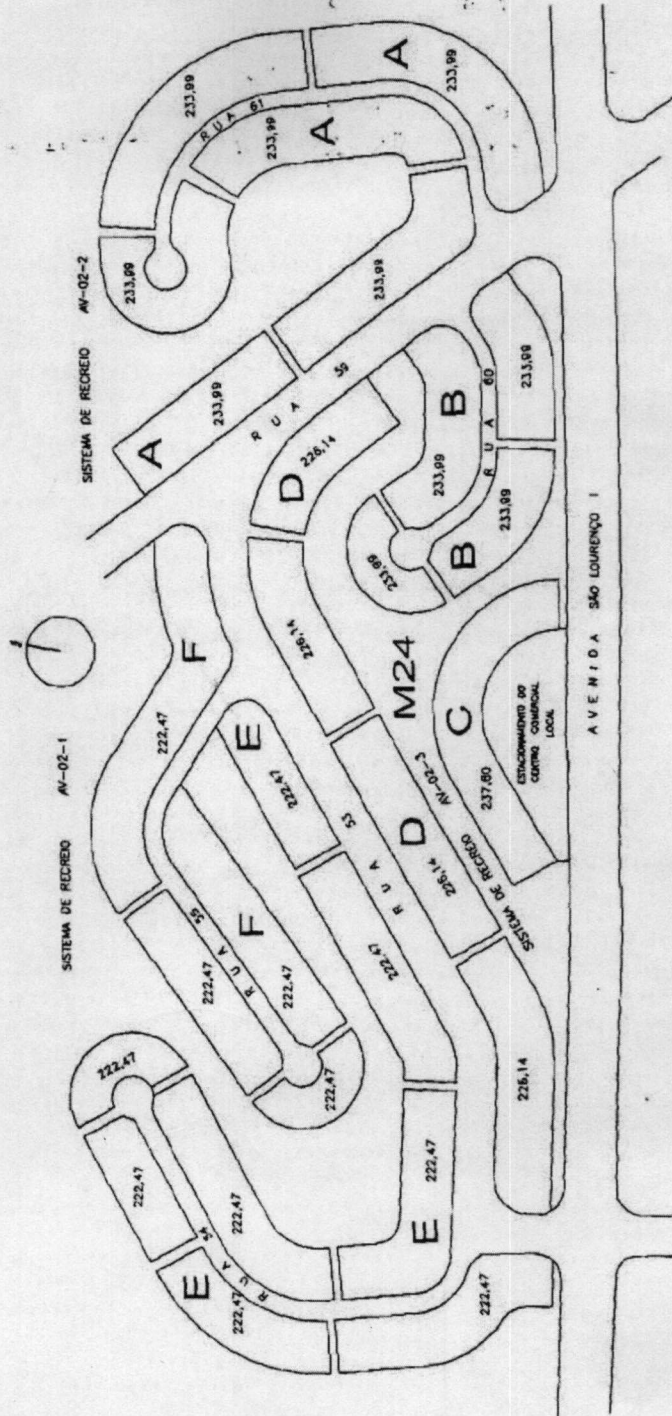 SISTEMA DE RECREIO AV-02-1
SISTEMA DE RECREIO AV-02-2
222,47
222,47
E
222,47
RUA 54
222,47
222,47
E
222,47
222,47
RUA 55
222,47
F
222,47
222,47
F
222,47
E
222,47
RUA 53
226,14
D
226,14
226,14
D
226,14
SISTEMA DE RECREIO AV-02-3
M24
C
237,80
ESTACIONAMENTO DO
CENTRO COMERCIAL
LOCAL
A
233,99
RUA 59
233,99
233,99
B
233,99
B
233,99
RUA 60
233,99
233,99
233,99
RUA 61
A
233,99
A
233,99
AVENIDA SÃO LOURENÇO I